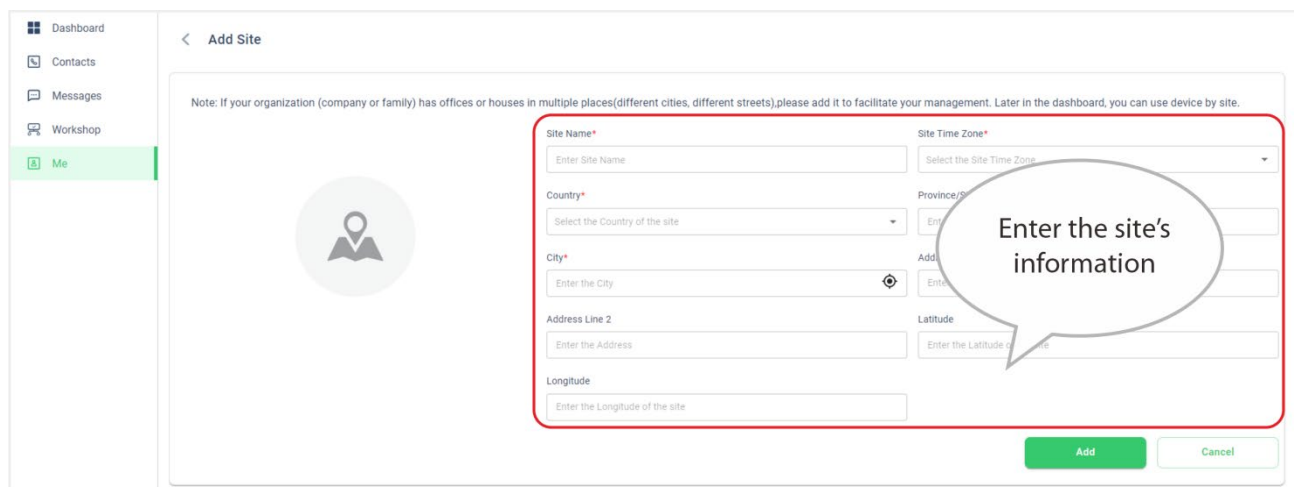 Dashboard
Contacts
Messages
Workshop
Me
Add Site
Note: If your organization (company or family) has offices or houses in multiple places(different cities, different streets),please add it to facilitate your management. Later in the dashboard, you can use device by site.
Site Name*
Enter Site Name
Site Time Zone*
Select the Site Time Zone
Country*
Select the Country of the site
Province/
City*
Enter the City
Address Line 2
Enter the Address
Latitude
Enter the Latitude
Longitude
Enter the Longitude of the site
Enter the site's
information
Add
Cancel